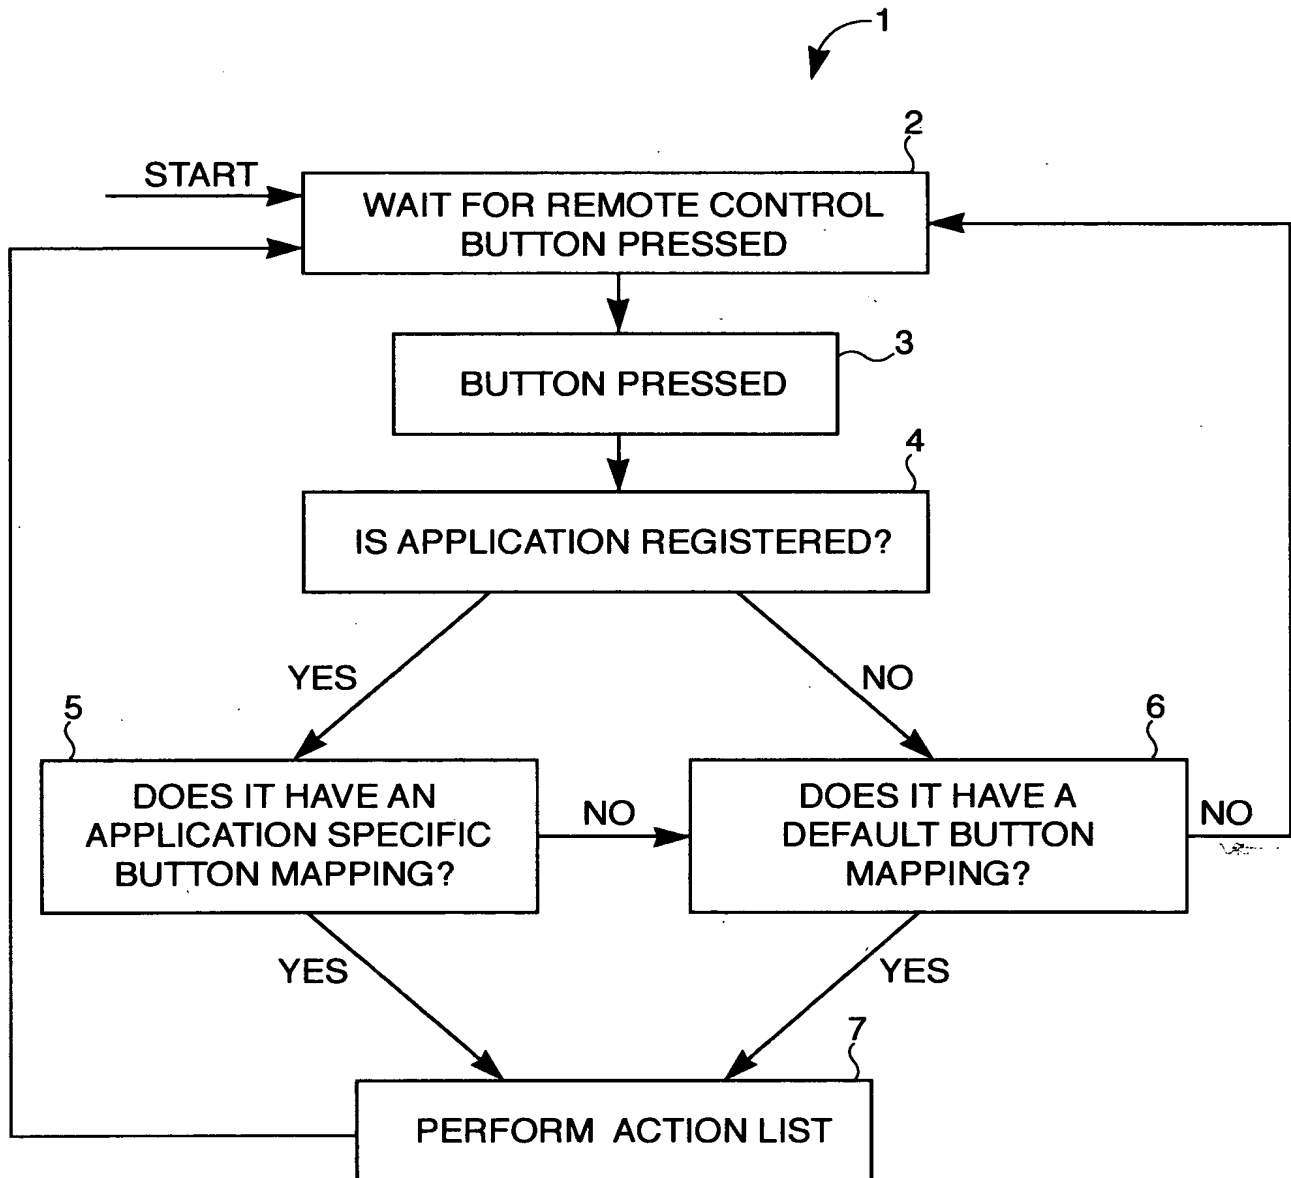 1
2
START
WAIT FOR REMOTE CONTROL
BUTTON PRESSED
3
BUTTON PRESSED
4
IS APPLICATION REGISTERED?
YES
NO
5
6
DOES IT HAVE AN
APPLICATION SPECIFIC
BUTTON MAPPING?
NO
DOES IT HAVE A
DEFAULT BUTTON
MAPPING?
NO
YES
YES
7
PERFORM ACTION LIST